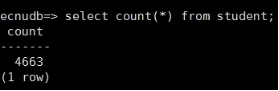 ecnudb=> select count(*) from student;
count
-------
4663
(1 row)